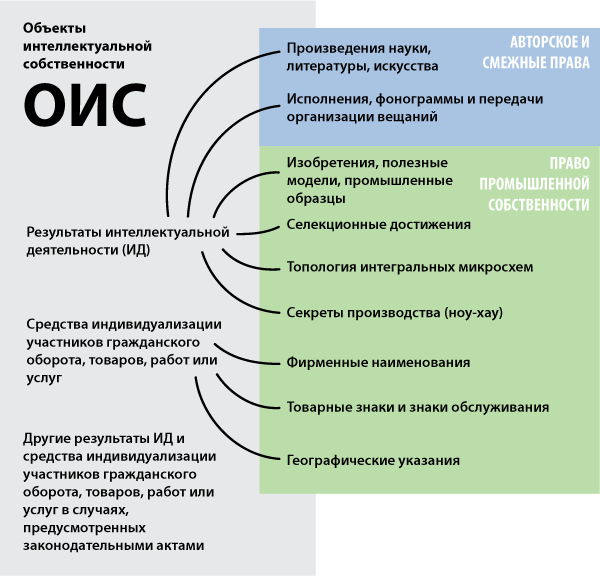 Объекты
интеллектуальной
собственности
ОИС
Результаты интеллектуальной
деятельности (ИД)
Средства индивидуализации
участников гражданского
оборота, товаров, работ или
услуг
Другие результаты ИД и
средства индивидуализации
участников гражданского
оборота, товаров, работ или
услуг в случаях,
предусмотренных
законодательными актами
АВТОРСКОЕ И
СМЕЖНЫЕ ПРАВА
Произведения науки,
литературы, искусства
Исполнения, фонограммы и передачи
организации вещаний
ПРАВО
ПРОМЫШЛЕННОЙ
СОБСТВЕННОСТИ
Изобретения, полезные
модели, промышленные
образцы
Селекционные достижения
Топология интегральных микросхем
Секреты производства (ноу-хау)
Фирменные наименования
Товарные знаки и знаки обслуживания
Географические указания